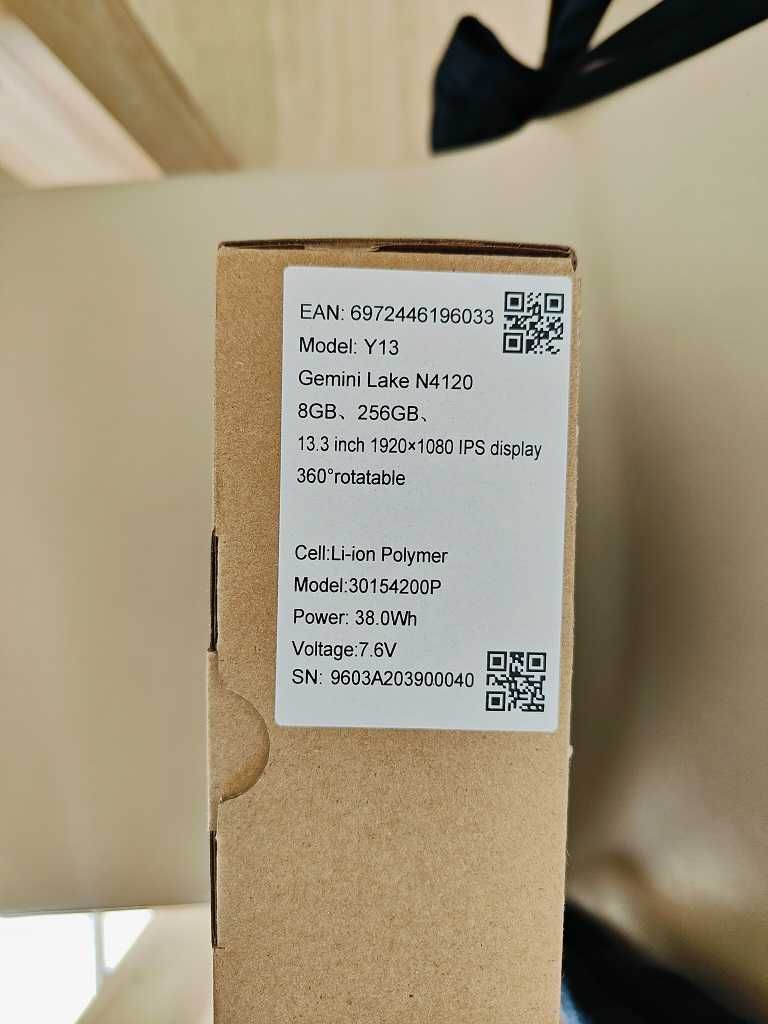 EAN: 6972446196033
Model: Y13
Gemini Lake N4120
8GB、256GB、
13.3 inch 1920×1080 IPS display
360°rotatable
Cell:Li-ion Polymer
Model:30154200P
Power: 38.0Wh
Voltage:7.6V
SN: 9603A203900040